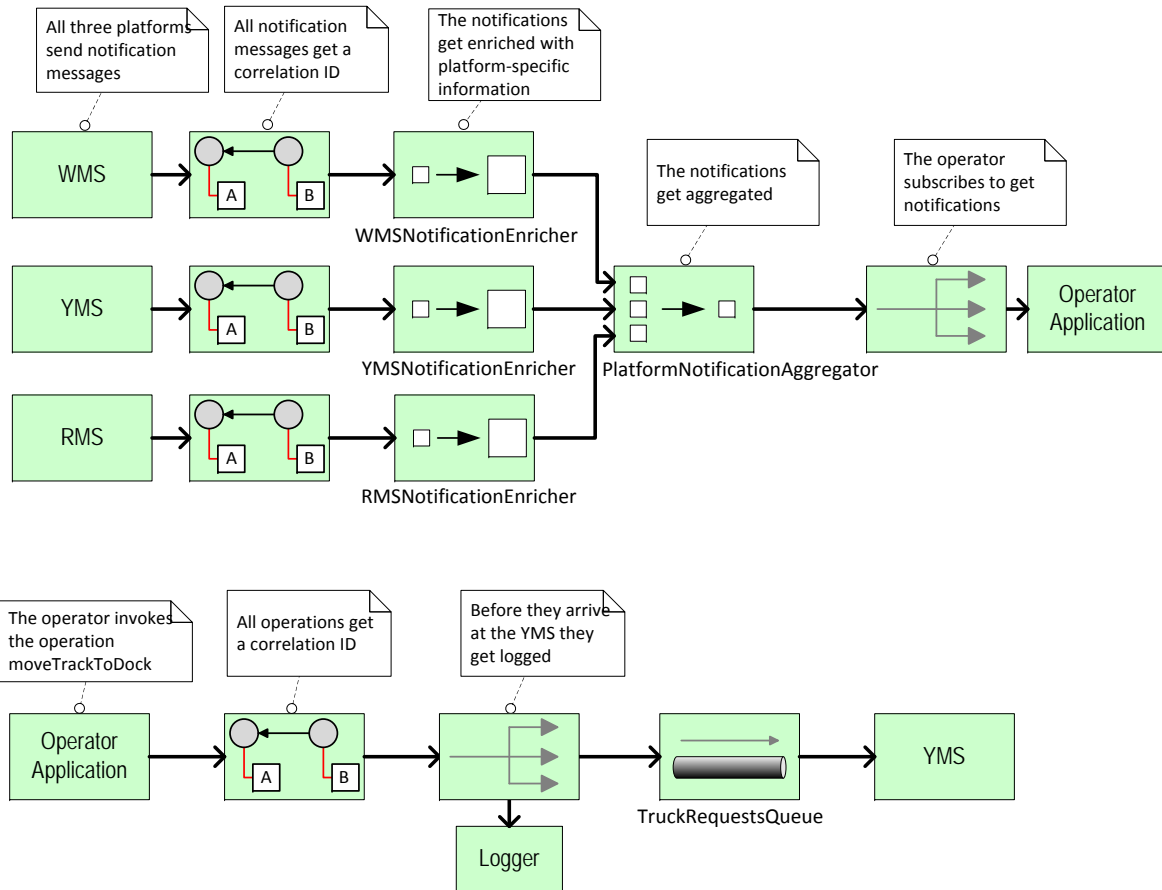 All three platforms
send notification
messages
All notification
messages get a
correlation ID
The notifications
get enriched with
platform-specific
information
WMS
A
B
WMSNotificationEnricher
The notifications
get aggregated
The operator
subscribes to get
notifications
YMS
A
B
YMSNotificationEnricher
PlatformNotificationAggregator
Operator
Application
RMS
A
B
RMSNotificationEnricher
The operator invokes
the operation
moveTrackToDock
All operations get
a correlation ID
Before they arrive
at the YMS they
get logged
Operator
Application
A
B
TruckRequestsQueue
YMS
Logger